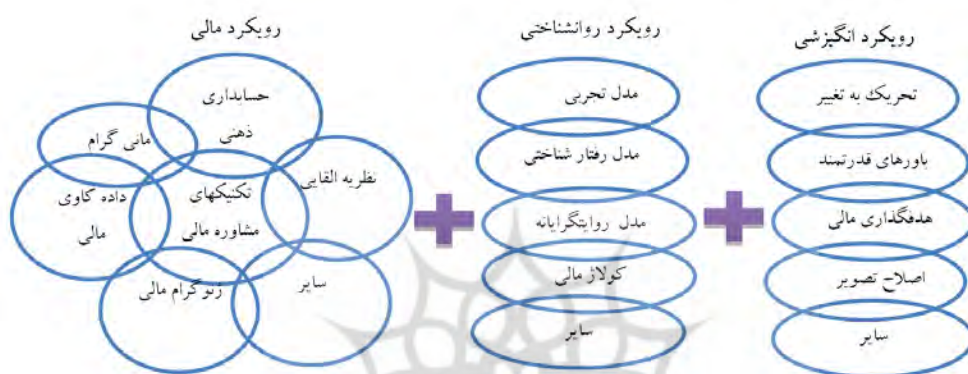 رویکرد انگیزشی
تحریک به تغییر
باورهای قدرتمند
هدفگذاری مالی
اصلاح تصویر
سایر
رویکرد روانشناختی
مدل تجربی
مدل رفتار شناختی
مدل روایتگرایانه
کولاژ مالی
سایر
رویکرد مالی
حسابداری
ذهنی
مانی گرام
نظریه القایی
تکنیکهای
مشاوره مالی
داده کاوی
مالی
ژنوگرام مالی
سایر